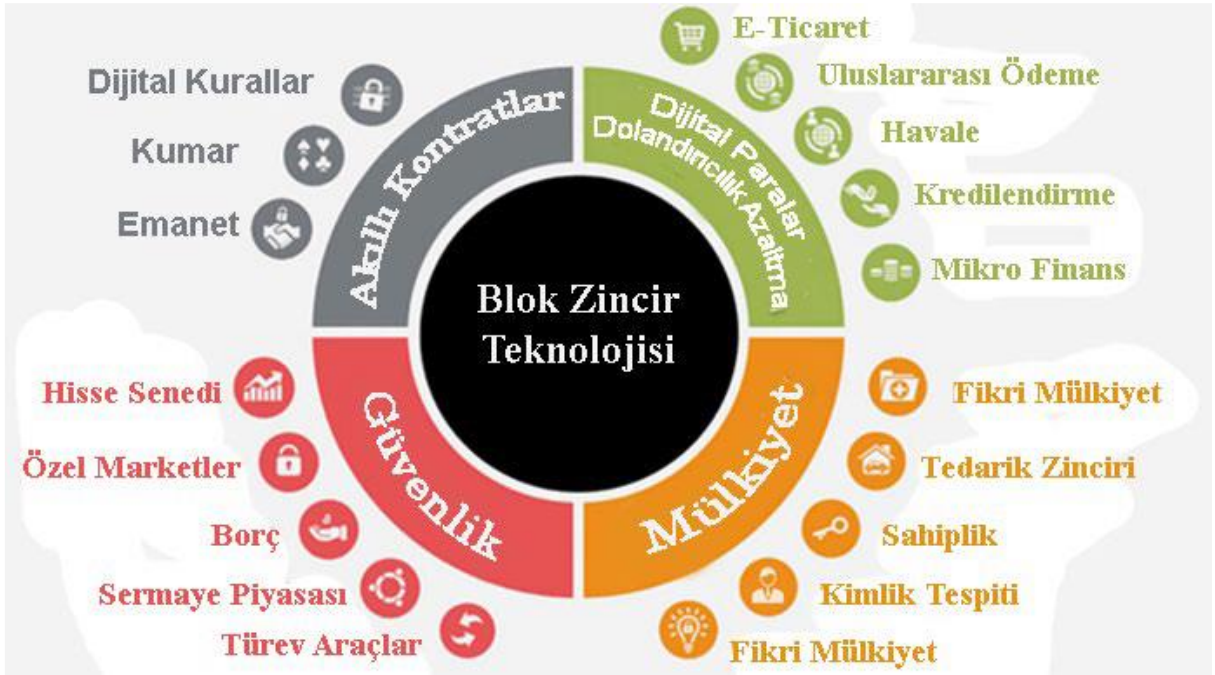 Dijital Kurallar
Kumar
Emanet
Akıllı Kontratlar
E-Ticaret
Uluslararası Ödeme
Havale
Kredilendirme
Mikro Finans
Dijital Paralar
Dolandırıcılık Azaltma
Blok Zincir
Teknolojisi
Hisse Senedi
Özel Marketler
Borç
Sermaye Piyasası
Türev Araçlar
Güvenlik
Mülkiyet
Fikri Mülkiyet
Tedarik Zinciri
Sahiplik
Kimlik Tespiti
Fikri Mülkiyet